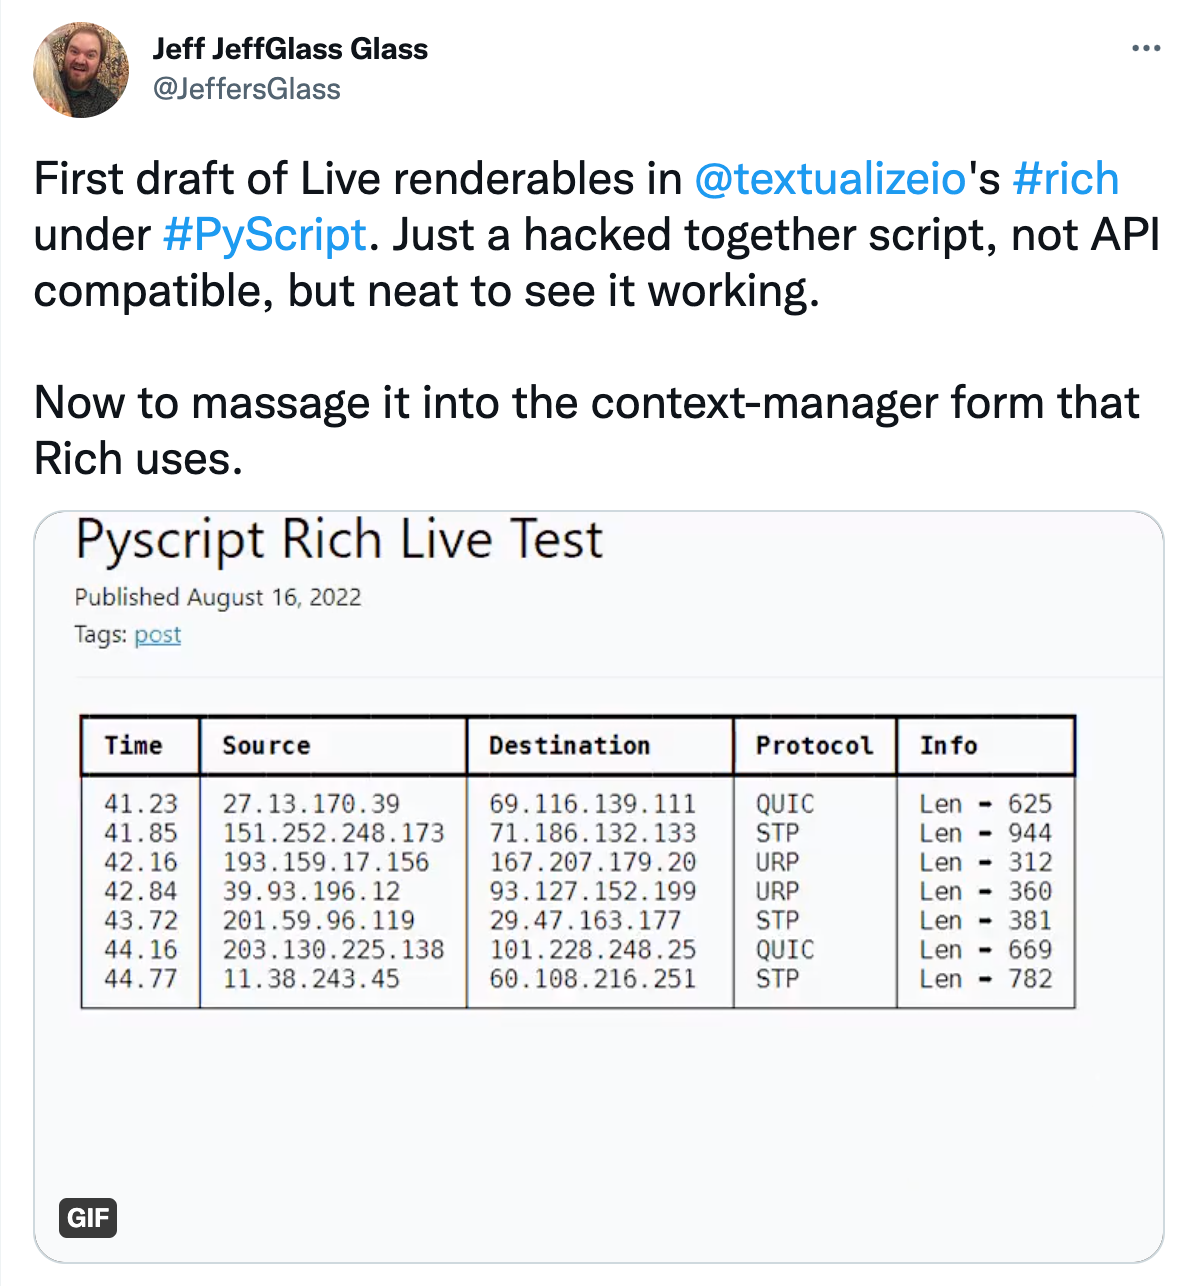 Jeff JeffGlass Glass
@JeffersGlass
First draft of Live renderables in @textualizeio's #rich
under #PyScript. Just a hacked together script, not API
compatible, but neat to see it working.
Now to massage it into the context-manager form that
Rich uses.
Pyscript Rich Live Test
Published August 16, 2022
Tags: post
Time Source Destination Protocol Info
41.23 27.13.170.39 69.116.139.111 QUIC Len - 625
41.85 151.252.248.173 71.186.132.133 STP Len - 944
42.16 193.159.17.156 167.207.179.20 URP Len - 312
42.84 39.93.196.12 93.127.152.199 URP Len - 360
43.72 201.59.96.119 29.47.163.177 STP Len - 381
44.16 203.130.225.138 101.228.248.25 QUIC Len - 669
44.77 11.38.243.45 60.108.216.251 STP Len - 782
GIF